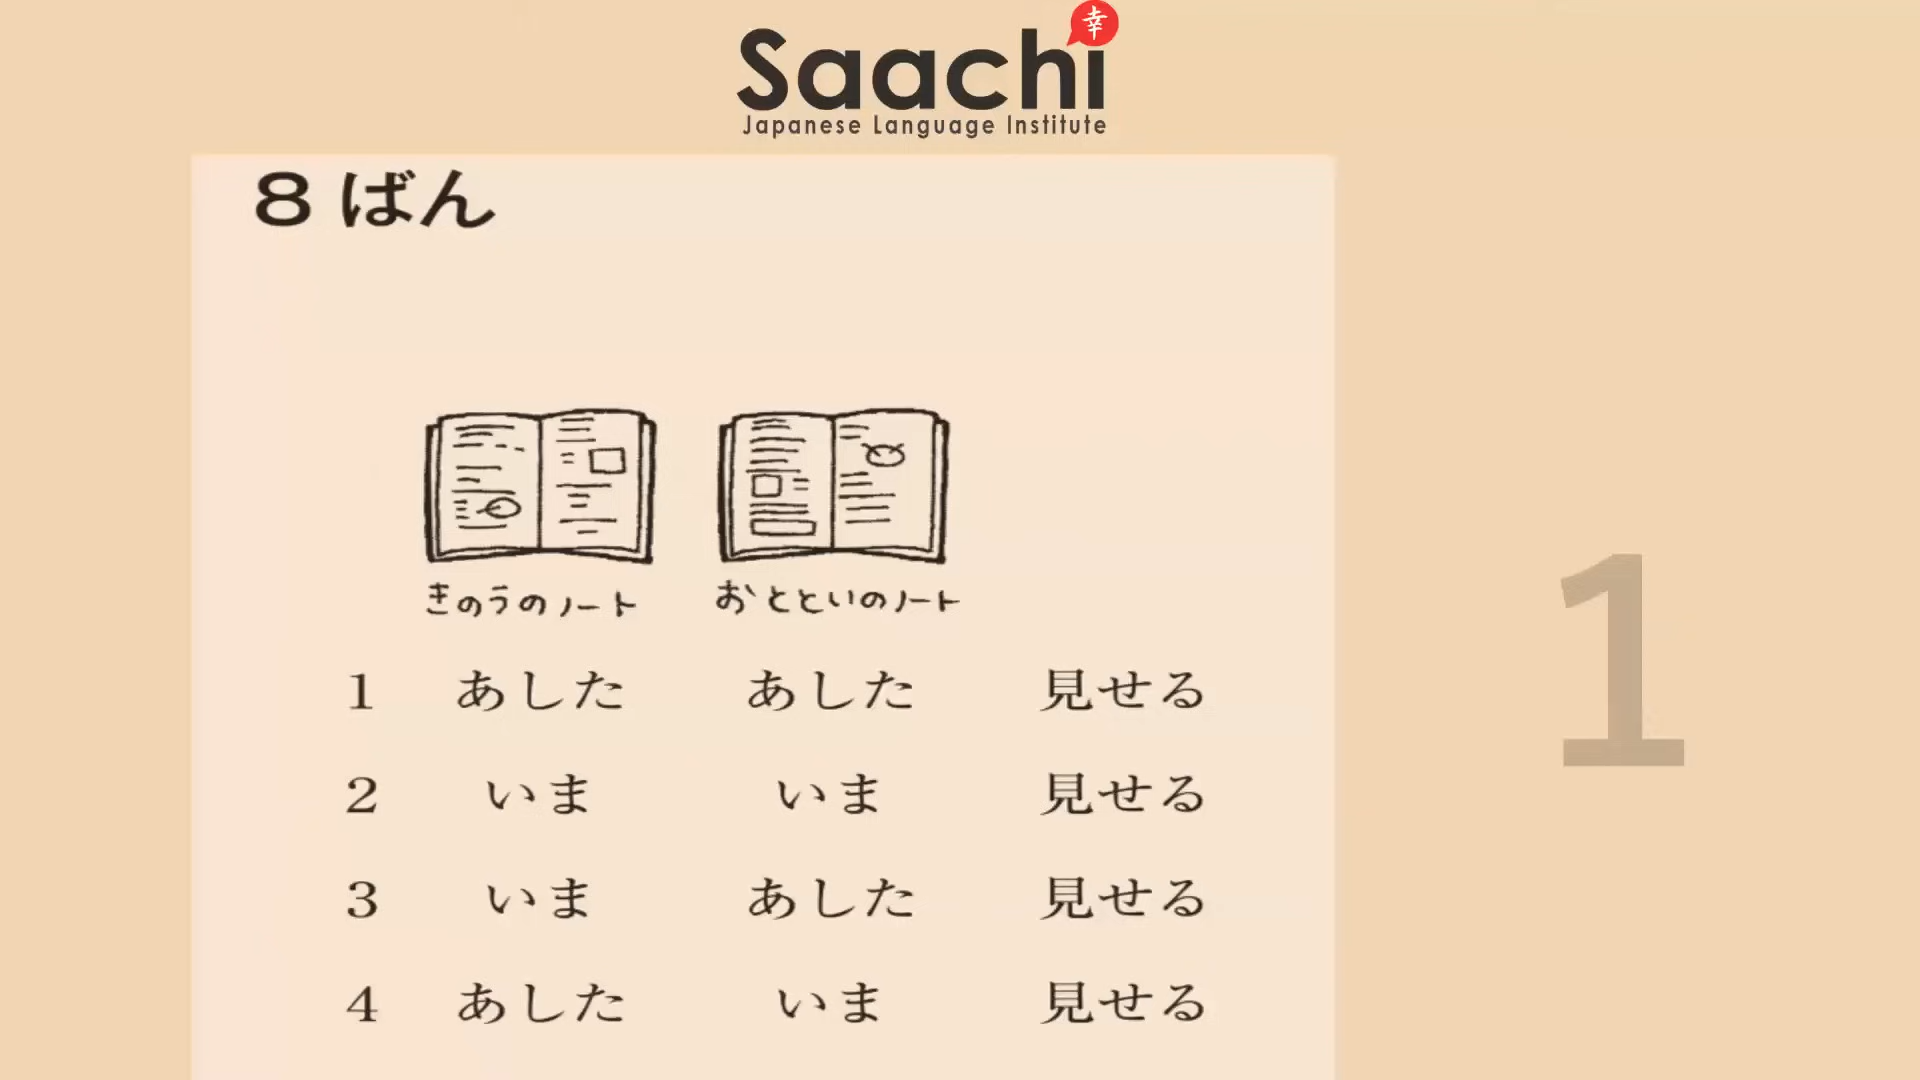 幸
Saachi
Japanese Language Institute
8 ばん
きのうのノート おとといのノート
1 あした あした 見せる
2 いま いま 見せる
3 いま あした 見せる
4 あした いま 見せる
1